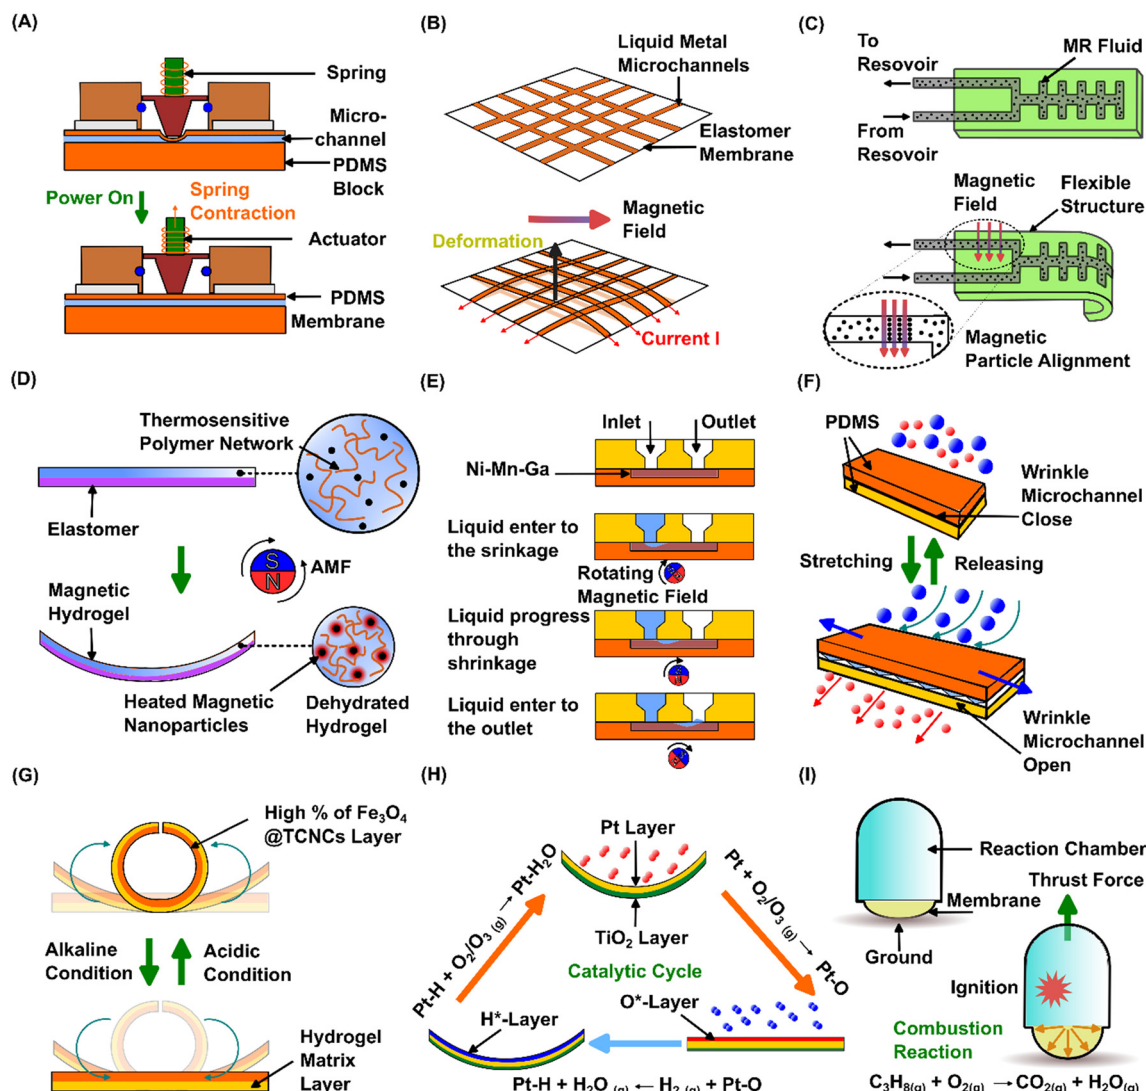 (A)
Spring
Micro-
channel
PDMS
Block
Power On
Spring
Contraction
Actuator
PDMS
Membrane
(B)
Liquid Metal
Microchannels
Elastomer
Membrane
Magnetic
Field
Deformation
Current I
(C)
To
Resovoir
MR Fluid
From
Resovoir
Magnetic
Field
Flexible
Structure
Magnetic
Particle Alignment
(D)
Thermosensitive
Polymer Network
Elastomer
S
N
AMF
Magnetic
Hydrogel
Heated Magnetic
Nanoparticles
Dehydrated
Hydrogel
(E)
Inlet
Outlet
Ni-Mn-Ga
Liquid enter to
the srinkage
Rotating
Magnetic Field
Liquid progress
through
shrinkage
Liquid enter to
the outlet
(F)
PDMS
Wrinkle
Microchannel
Close
Stretching
Releasing
Wrinkle
Microchannel
Open
(G)
High % of Fe₃O₄
@TCNCs Layer
Alkaline
Condition
Acidic
Condition
Hydrogel
Matrix
Layer
(H)
Pt Layer
TiO₂ Layer
Pt-H + O₂/O₃ (g) → Pt-H₂O
Pt + O₂/O₃ (g) → Pt-O
Catalytic Cycle
H*-Layer
O*-Layer
Pt-H + H₂O (g) ← H₂ (g) + Pt-O
(I)
Reaction Chamber
Thrust Force
Membrane
Ground
Ignition
Combustion
Reaction
C₃H₈(g) + O₂(g) → CO₂(g) + H₂O(g)